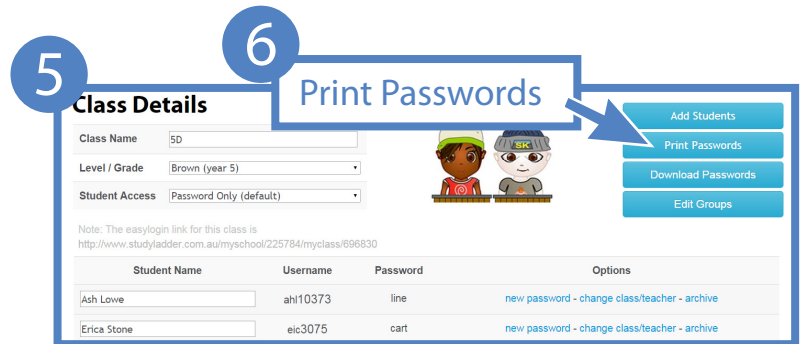 5
6
Print Passwords
Class Details
Class Name 5D
Level / Grade Brown (year 5)
Student Access Password Only (default)
SK
Add Students
Print Passwords
Download Passwords
Edit Groups
Note: The easylogin link for this class is
http://www.studyladder.com.au/myschool/225784/myclass/696830
Student Name Username Password Options
Ash Lowe ahl10373 line new password - change class/teacher - archive
Erica Stone eic3075 cart new password - change class/teacher - archive